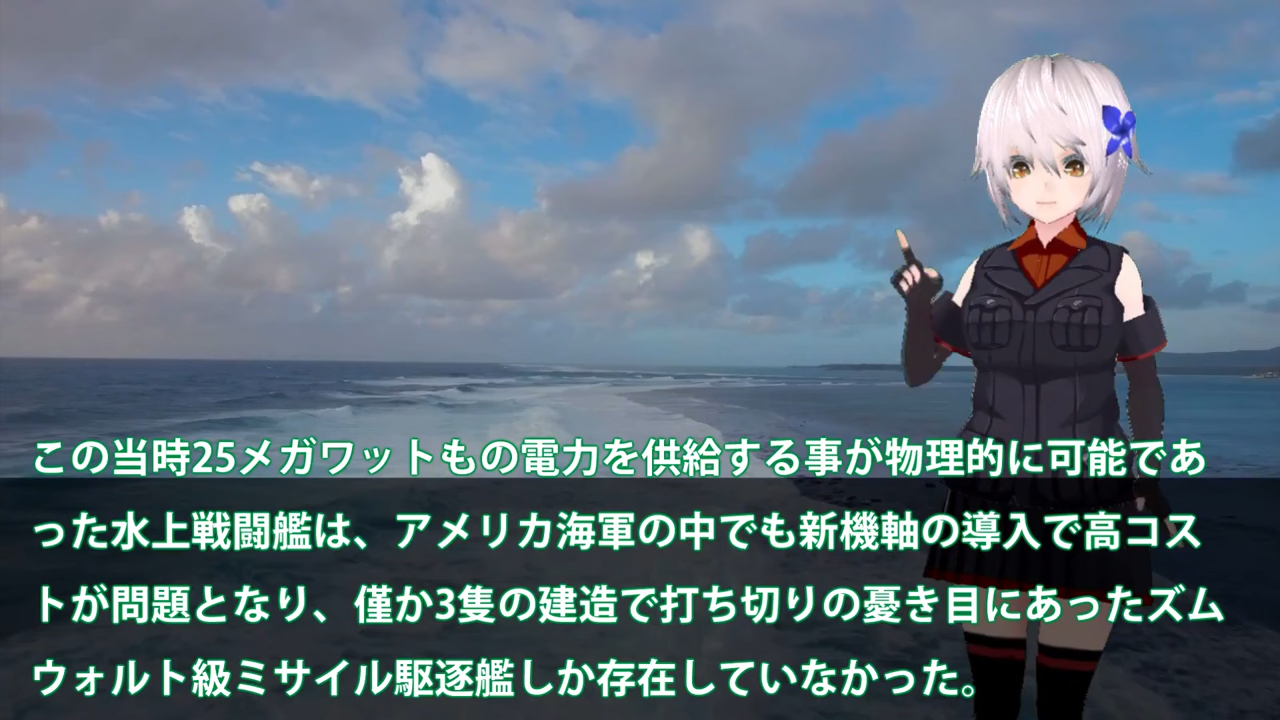 この当時25メガワットもの電力を供給する事が物理的に可能であ
った水上戦闘艦は、アメリカ海軍の中でも新機軸の導入で高コス
トが問題となり、僅か3隻の建造で打ち切りの憂き目にあったズム
ウォルト級ミサイル駆逐艦しか存在していなかった。